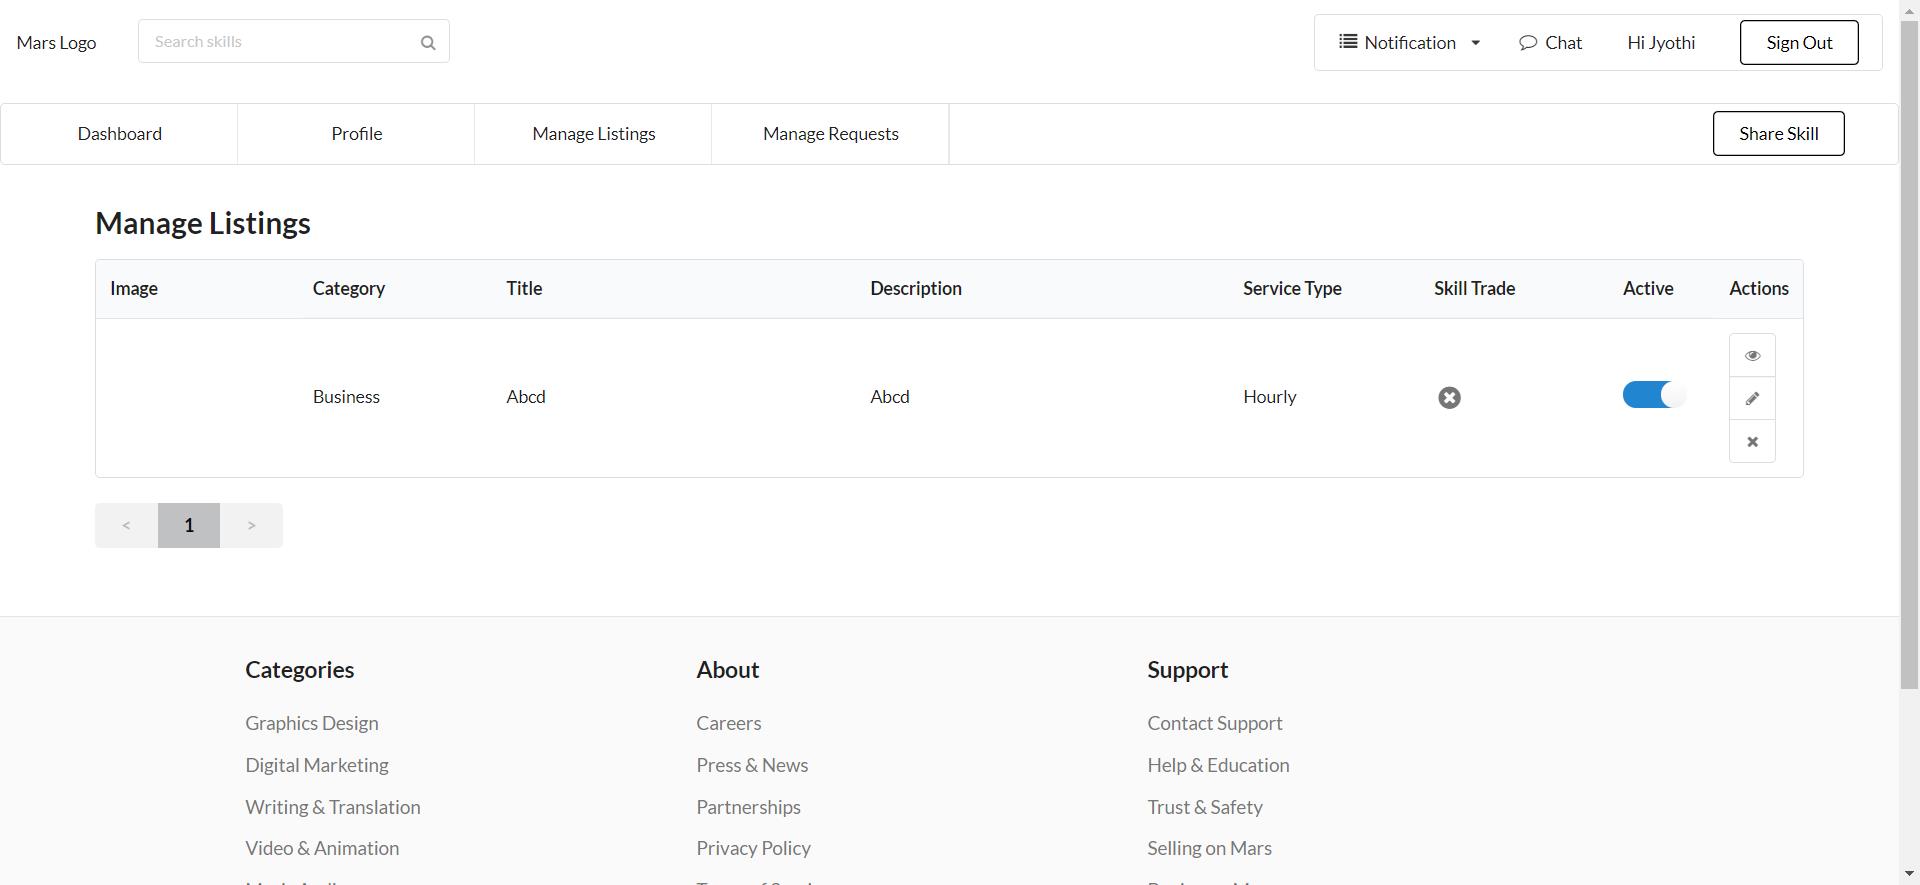 Mars Logo
Search skills
Notification
Chat
Hi Jyothi
Sign Out
Dashboard
Profile
Manage Listings
Manage Requests
Share Skill
Manage Listings
Image Category Title Description Service Type Skill Trade Active Actions
Business Abcd Abcd Hourly
< 1 >
Categories
Graphics Design
Digital Marketing
Writing & Translation
Video & Animation
About
Careers
Press & News
Partnerships
Privacy Policy
Support
Contact Support
Help & Education
Trust & Safety
Selling on Mars